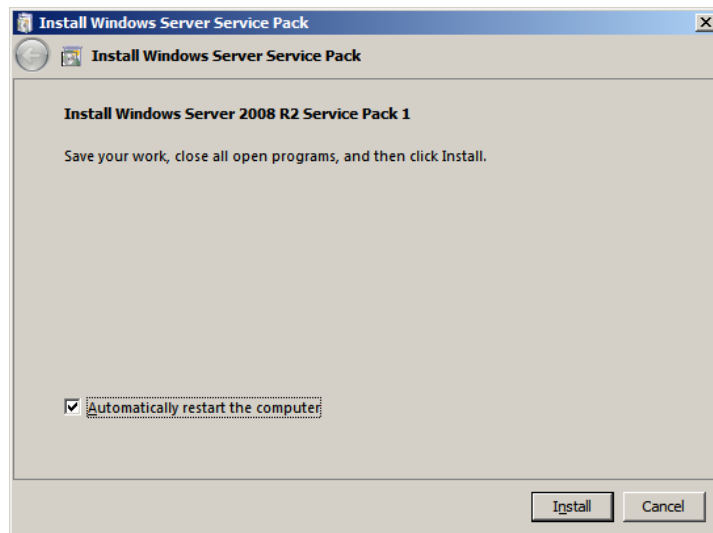 Install Windows Server Service Pack
Install Windows Server Service Pack
Install Windows Server 2008 R2 Service Pack 1
Save your work, close all open programs, and then click Install.
Automatically restart the computer
Install Cancel